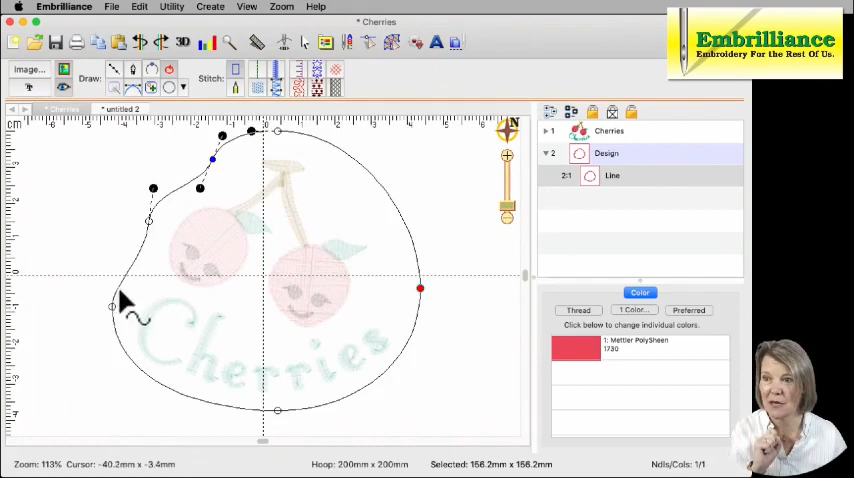 Embrilliance File Edit Utility Create View Zoom Help
* Cherries
3D
A
Image...
Draw:
Stitch:
* Cherries
* untitled 2
cm
N
1 Cherries
2 Design
2:1 Line
Cherries
Color
Thread
1 Color...
Preferred
Click below to change individual colors.
1: Mettler PolySheen
1730
Zoom: 113% Cursor: -40.2mm x -3.4mm
Hoop: 200mm x 200mm
Selected: 156.2mm x 156.2mm
Ndls/Cols: 1/1
Embrilliance
Embroidery For the Rest Of Us.